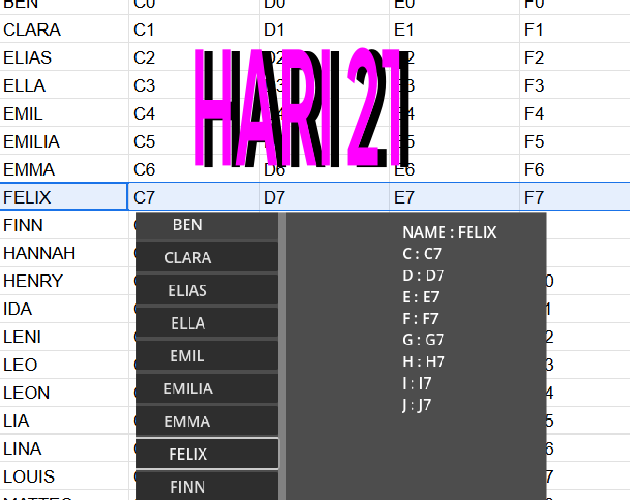 BEN C0 D0 E0 F0
CLARA C1 D1 E1 F1
ELIAS C2 D2 F2
ELLA C3 F3
EMIL C4 F4
EMILIA C5 F5
EMMA C6 D6 E6 F6
HARI 21
FELIX C7 D7 E7 F7
FINN
HANNAH
HENRY
IDA
LENI
LEO
LEON
LIA
LINA
LOUIS
BEN
CLARA
ELIAS
ELLA
EMIL
EMILIA
EMMA
FELIX
FINN
NAME : FELIX
C : C7
D : D7
E : E7
F : F7
G : G7
H : H7
I : I7
J : J7